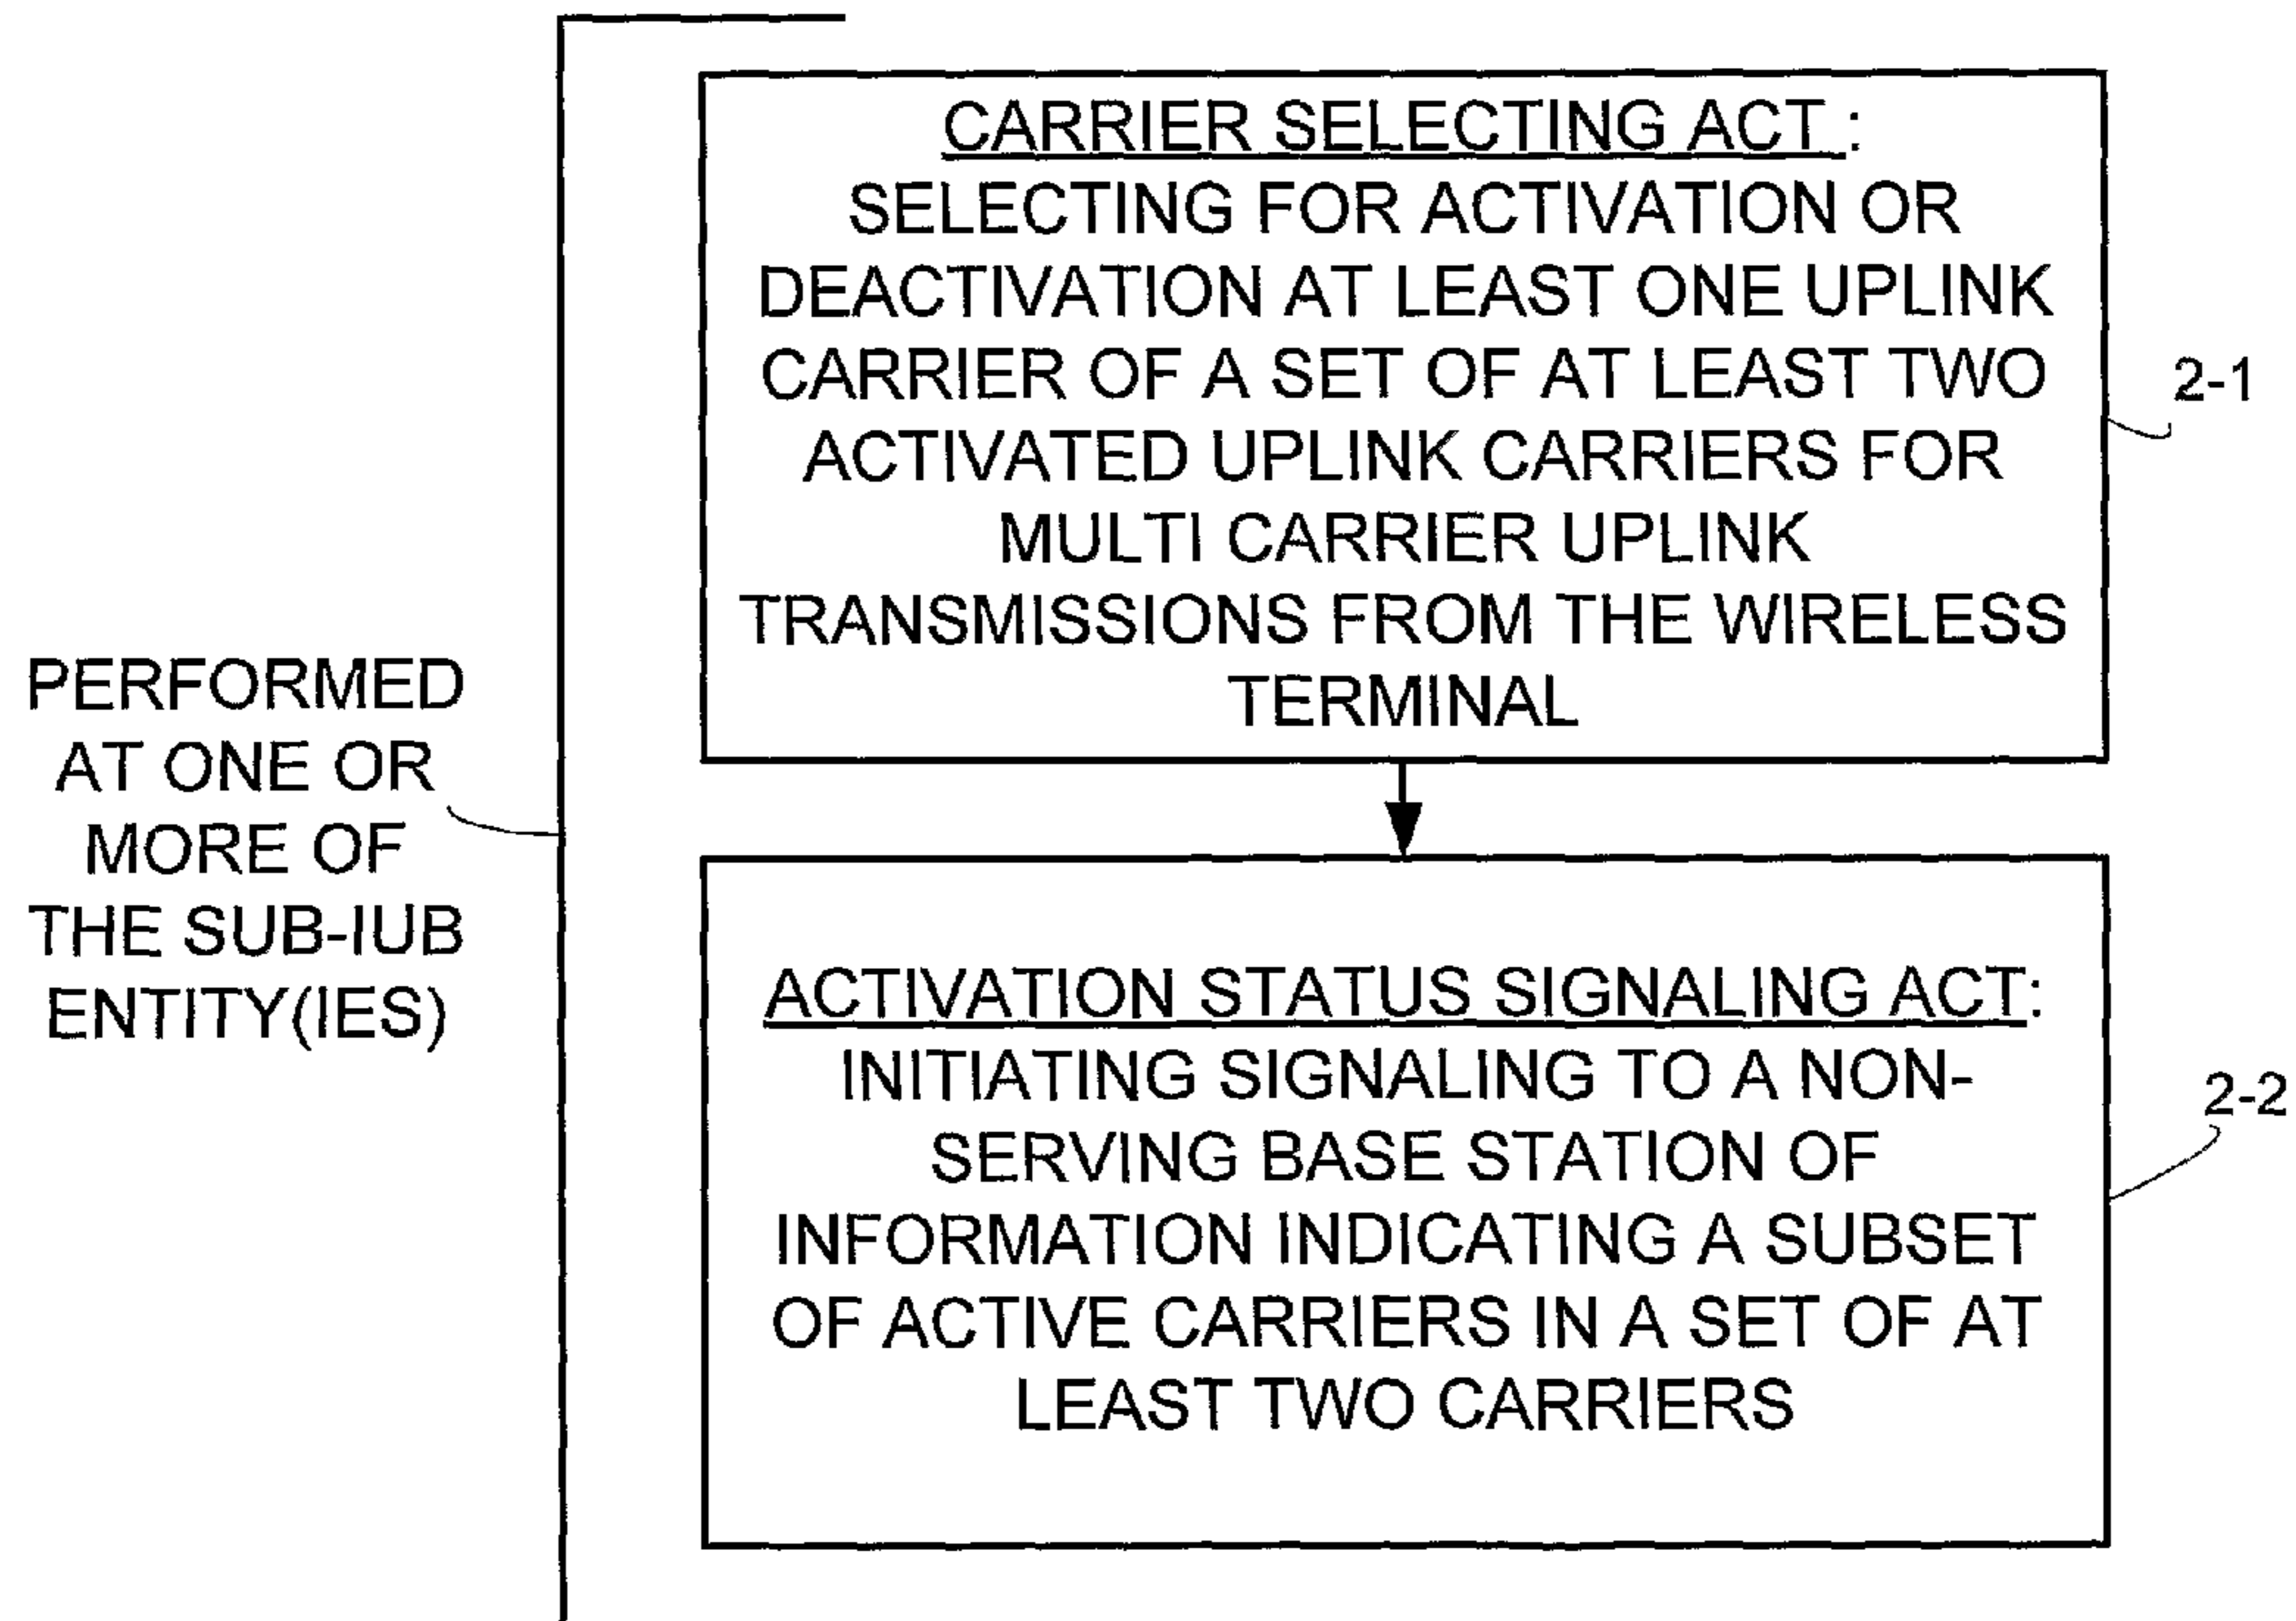 CARRIER SELECTING ACT :
SELECTING FOR ACTIVATION OR
DEACTIVATION AT LEAST ONE UPLINK
CARRIER OF A SET OF AT LEAST TWO
ACTIVATED UPLINK CARRIERS FOR
MULTI CARRIER UPLINK
TRANSMISSIONS FROM THE WIRELESS
TERMINAL
2-1
PERFORMED
AT ONE OR
MORE OF
THE SUB-IUB
ENTITY(IES)
ACTIVATION STATUS SIGNALING ACT:
INITIATING SIGNALING TO A NON-
SERVING BASE STATION OF
INFORMATION INDICATING A SUBSET
OF ACTIVE CARRIERS IN A SET OF AT
LEAST TWO CARRIERS
2-2